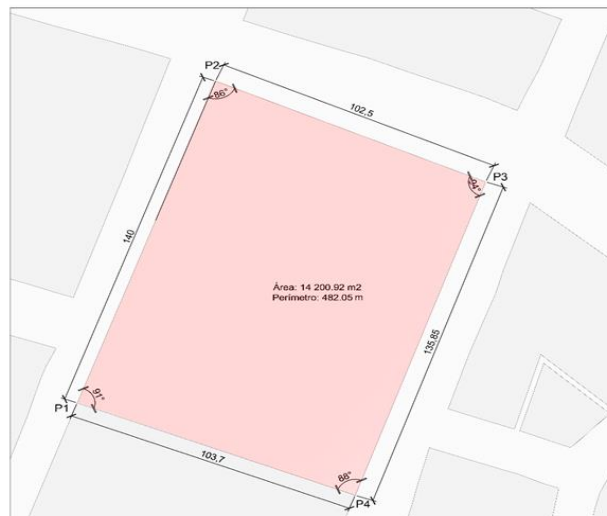 P2
86°
102,5
P3
94°
140
Área: 14 200.92 m2
Perímetro: 482.05 m
135,85
91°
P1
103,7
88°
P4